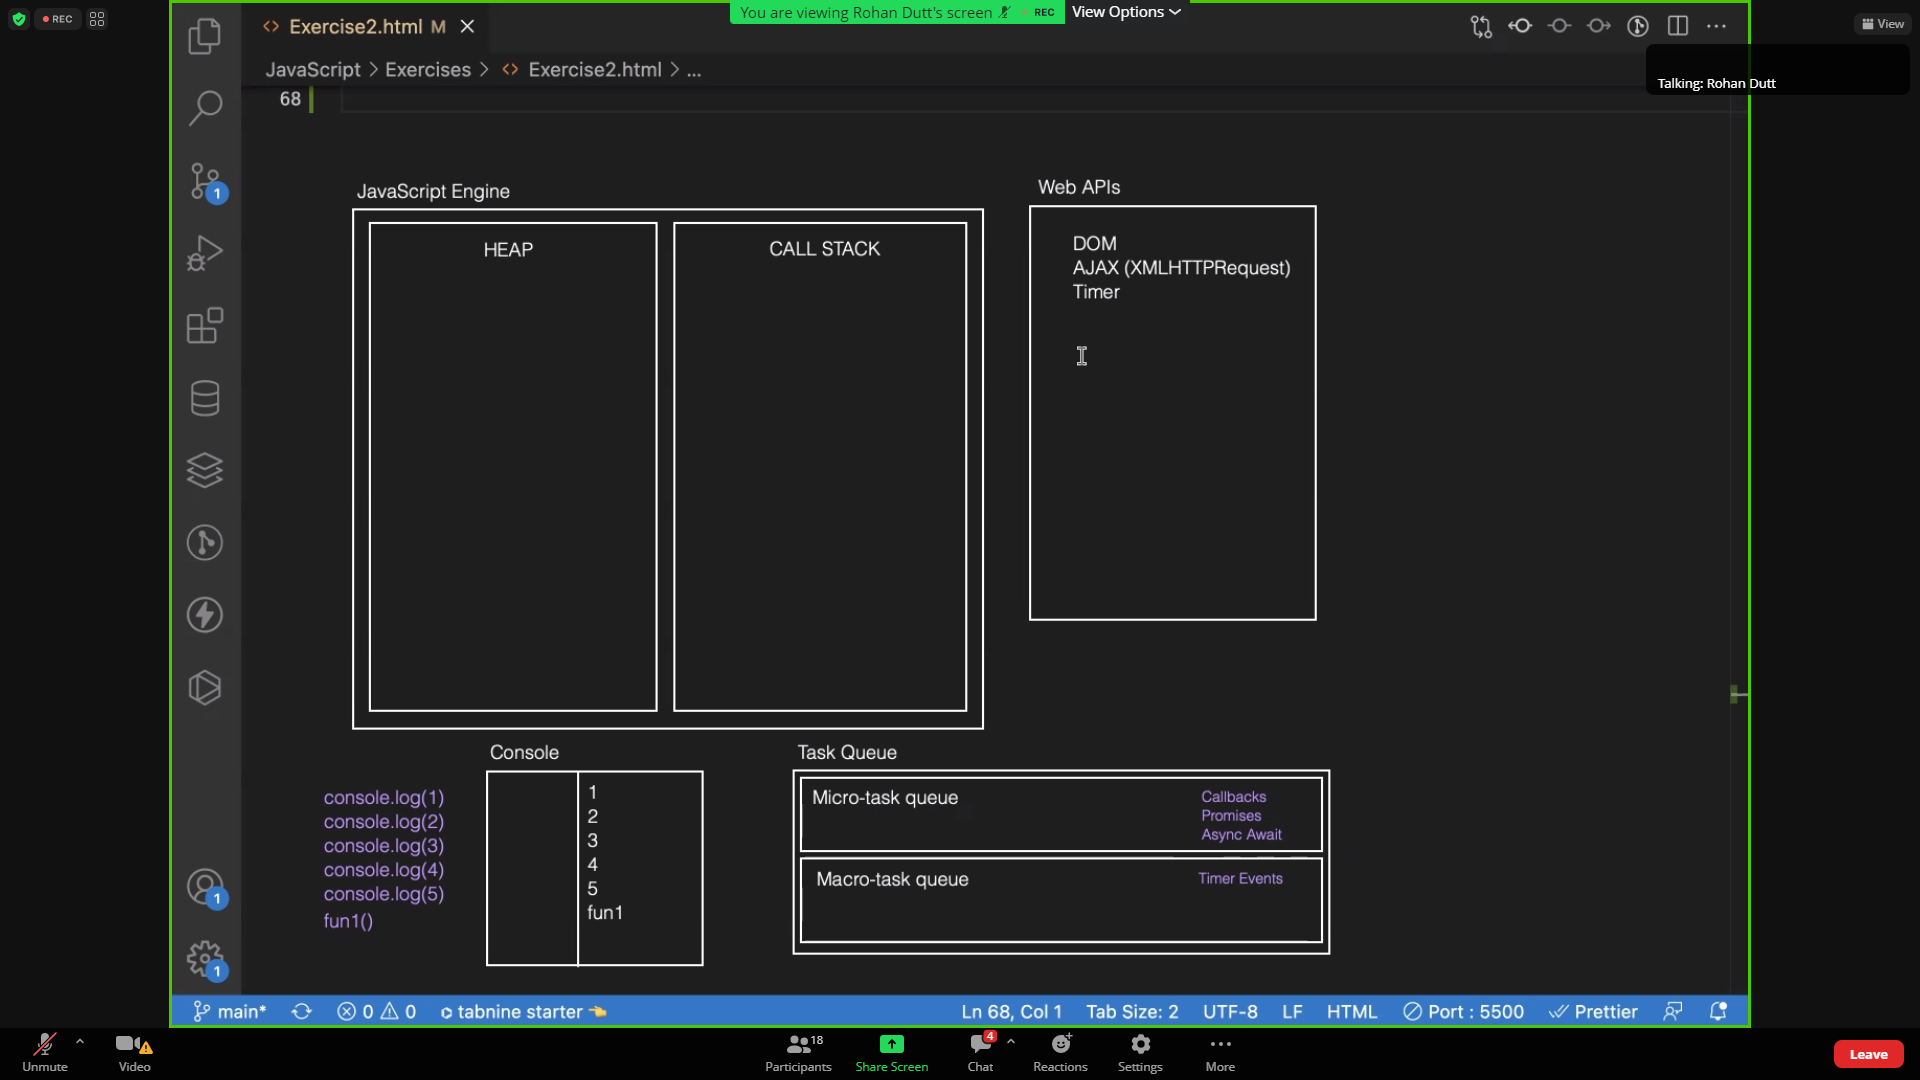 REC
Exercise2.html M
You are viewing Rohan Dutt's screen
REC
View Options
View
JavaScript > Exercises > Exercise2.html > ...
Talking: Rohan Dutt
68
JavaScript Engine
Web APIs
HEAP
CALL STACK
DOM
AJAX (XMLHTTPRequest)
Timer
1
Console
Task Queue
console.log(1)
console.log(2)
console.log(3)
console.log(4)
console.log(5)
fun1()
1
2
3
4
5
fun1
Micro-task queue
Callbacks
Promises
Async Await
Macro-task queue
Timer Events
1
1
main*
0
0
tabnine starter
Ln 68, Col 1
Tab Size: 2
UTF-8
LF
HTML
Port : 5500
Prettier
Unmute
Video
18
Participants
Share Screen
4
Chat
Reactions
Settings
More
Leave